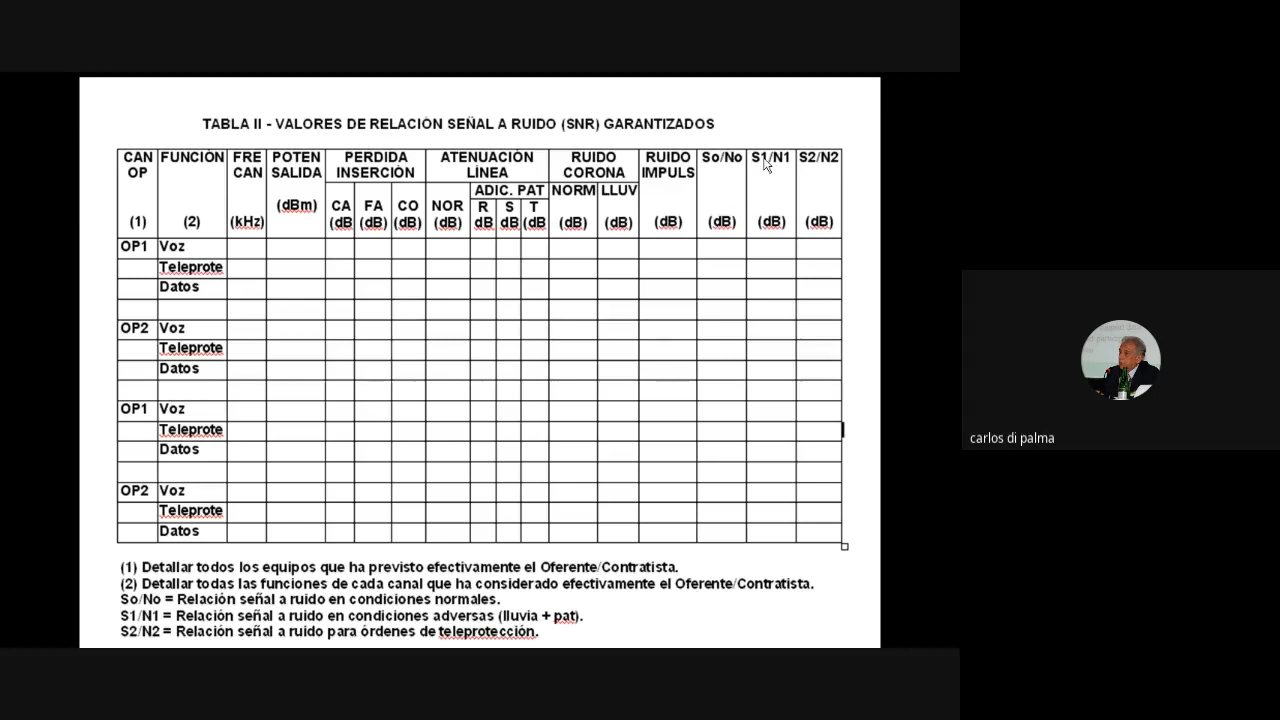 TABLA II - VALORES DE RELACIÓN SEÑAL A RUIDO (SNR) GARANTIZADOS
CAN FUNCIÓN FRE POTEN PERDIDA ATENUACIÓN RUIDO RUIDO So/No S1/N1 S2/N2
OP CAN SALIDA INSERCIÓN LÍNEA CORONA IMPULS
ADIC. PAT NORM LLUV
(dBm) CA FA CO NOR R S T
(1) (2) (kHz) (dB (dB) (dB) (dB) dB dB (dB (dB) (dB) (dB) (dB) (dB) (dB)
OP1 Voz
Teleprote
Datos
OP2 Voz
Teleprote
Datos
OP1 Voz
Teleprote
Datos
OP2 Voz
Teleprote
Datos
(1) Detallar todos los equipos que ha previsto efectivamente el Oferente/Contratista.
(2) Detallar todas las funciones de cada canal que ha considerado efectivamente el Oferente/Contratista.
So/No = Relación señal a ruido en condiciones normales.
S1/N1 = Relación señal a ruido en condiciones adversas (lluvia + pat).
S2/N2 = Relación señal a ruido para órdenes de teleprotección.
carlos di palma